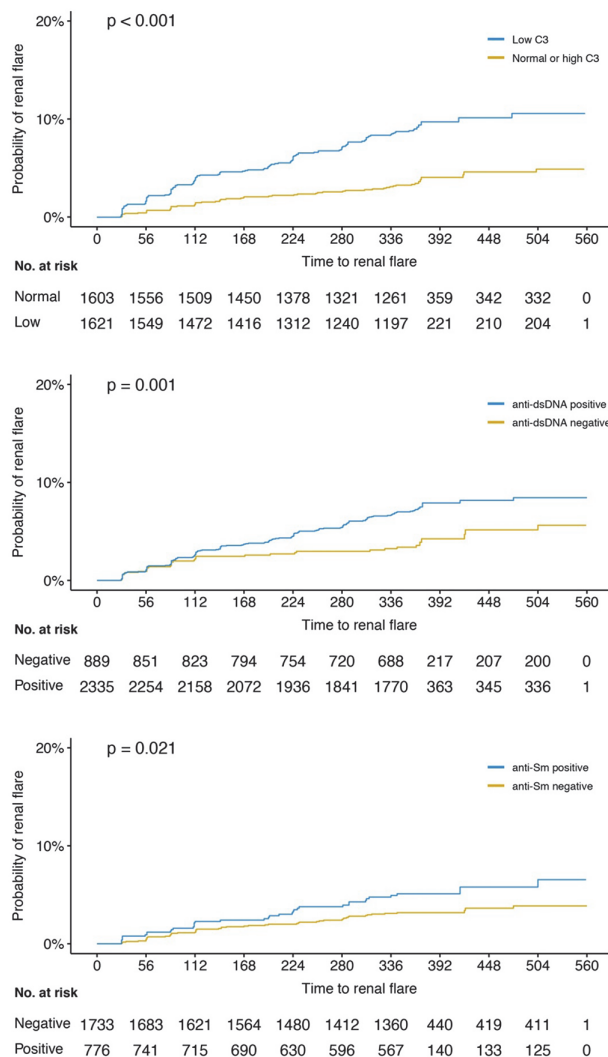 20%
p < 0.001
Low C3
Normal or high C3
10%
0%
Probability of renal flare
0 56 112 168 224 280 336 392 448 504 560
Time to renal flare
No. at risk
Normal 1603 1556 1509 1450 1378 1321 1261 359 342 332 0
Low 1621 1549 1472 1416 1312 1240 1197 221 210 204 1
20%
p = 0.001
anti-dsDNA positive
anti-dsDNA negative
10%
0%
Probability of renal flare
0 56 112 168 224 280 336 392 448 504 560
Time to renal flare
No. at risk
Negative 889 851 823 794 754 720 688 217 207 200 0
Positive 2335 2254 2158 2072 1936 1841 1770 363 345 336 1
20%
p = 0.021
anti-Sm positive
anti-Sm negative
10%
0%
Probability of renal flare
0 56 112 168 224 280 336 392 448 504 560
Time to renal flare
No. at risk
Negative 1733 1683 1621 1564 1480 1412 1360 440 419 411 1
Positive 776 741 715 690 630 596 567 140 133 125 0